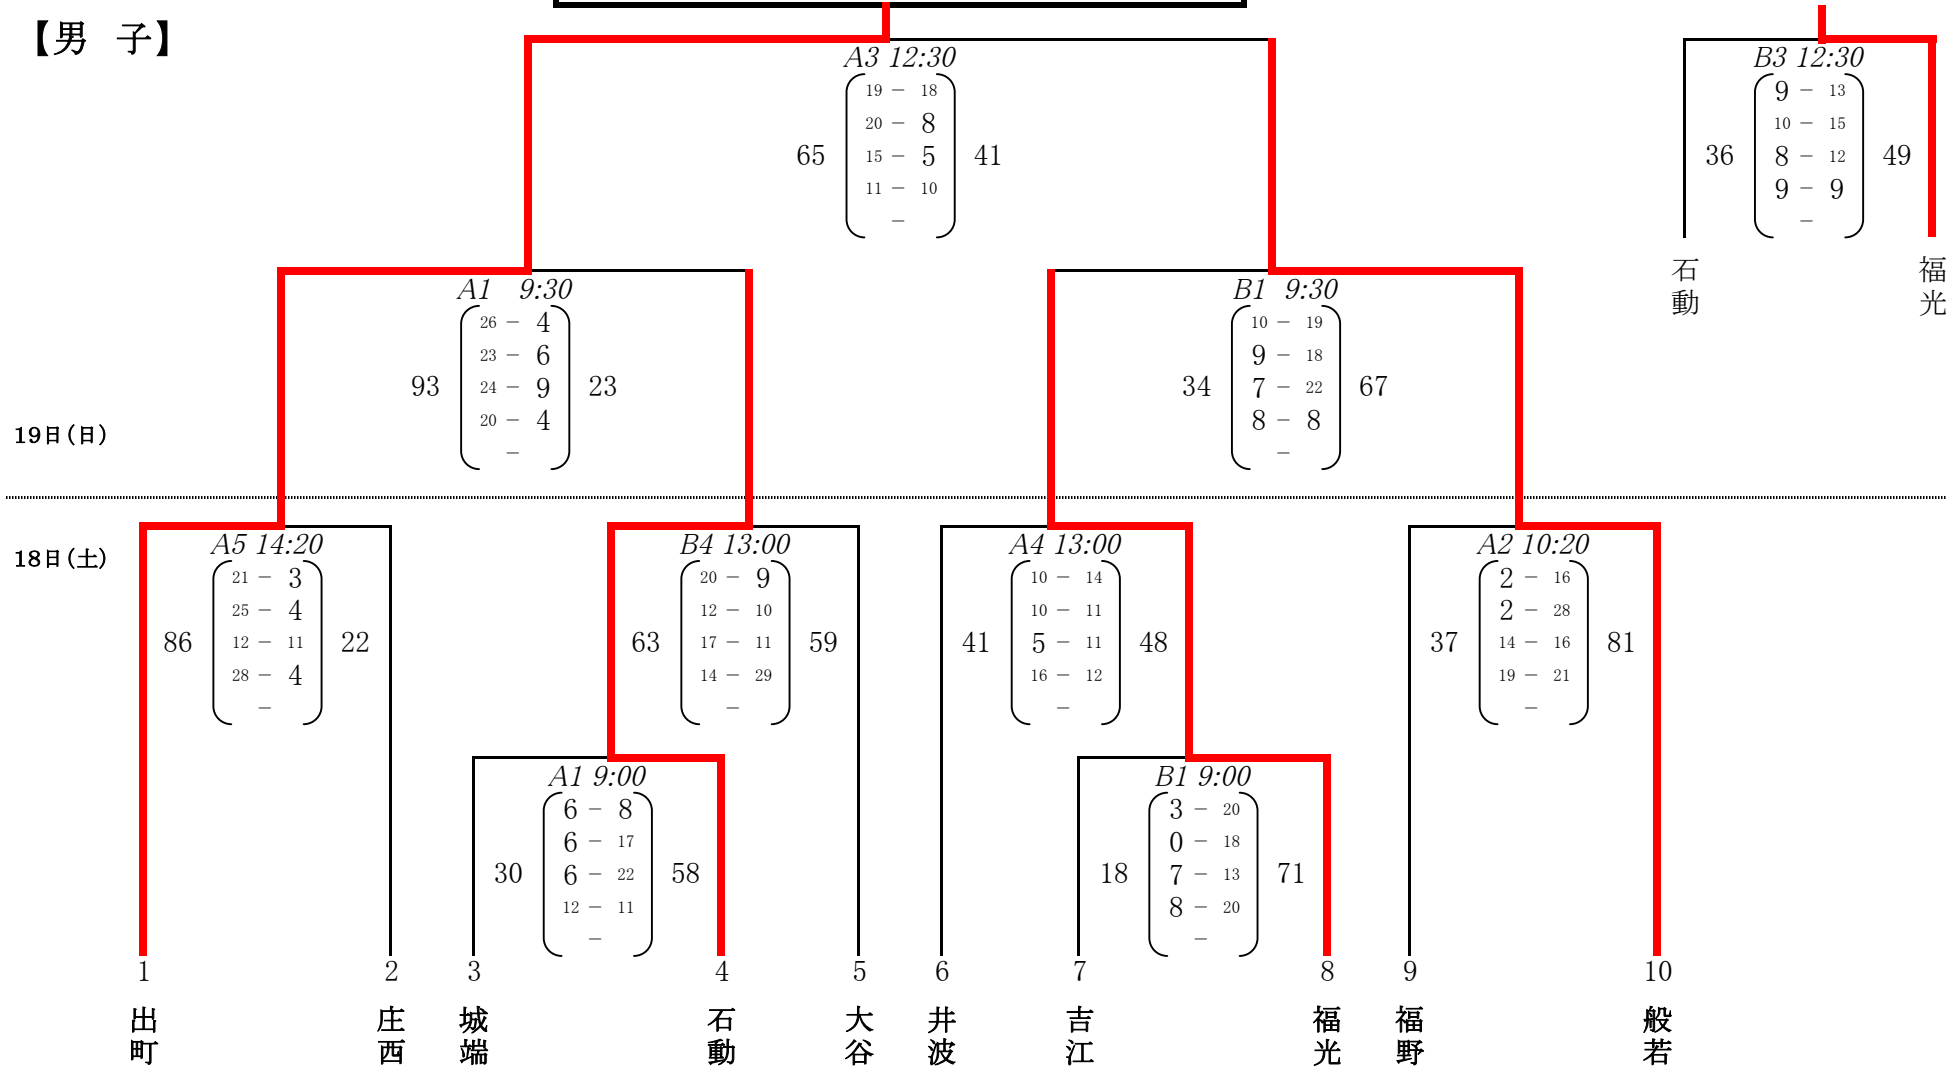 【男 子】
A3 12:30
19 － 18
20 － 8
65 15 － 5 41
11 － 10
－
B3 12:30
9 － 13
10 － 15
36 8 － 12 49
9 － 9
－
石動
福光
A1 9:30
26 － 4
23 － 6
93 24 － 9 23
20 － 4
－
B1 9:30
10 － 19
9 － 18
34 7 － 22 67
8 － 8
－
19日(日)
18日(土)
A5 14:20
21 － 3
25 － 4
86 12 － 11 22
28 － 4
－
B4 13:00
20 － 9
12 － 10
63 17 － 11 59
14 － 29
－
A4 13:00
10 － 14
10 － 11
41 5 － 11 48
16 － 12
－
A2 10:20
2 － 16
2 － 28
37 14 － 16 81
19 － 21
－
A1 9:00
6 － 8
6 － 17
30 6 － 22 58
12 － 11
－
B1 9:00
3 － 20
0 － 18
18 7 － 13 71
8 － 20
－
1 2 3 4 5 6 7 8 9 10
出町 庄西 城端 石動 大谷 井波 吉江 福光 福野 般若